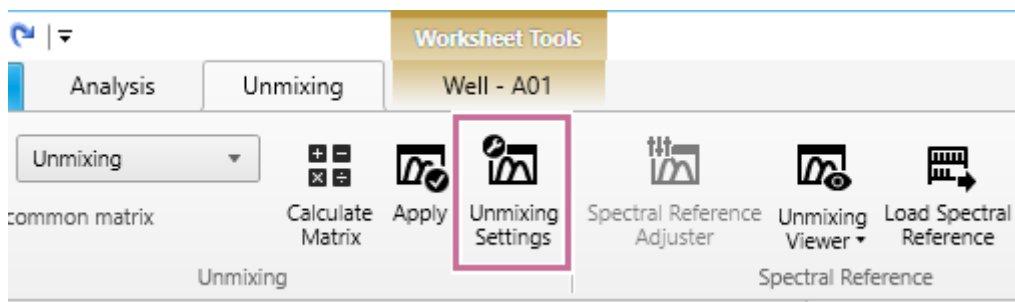 Worksheet Tools
Analysis
Unmixing
Well - A01
Unmixing
common matrix
Calculate
Matrix
Apply
Unmixing
Settings
Unmixing
Spectral Reference
Adjuster
Unmixing
Viewer
Load Spectral
Reference
Spectral Reference